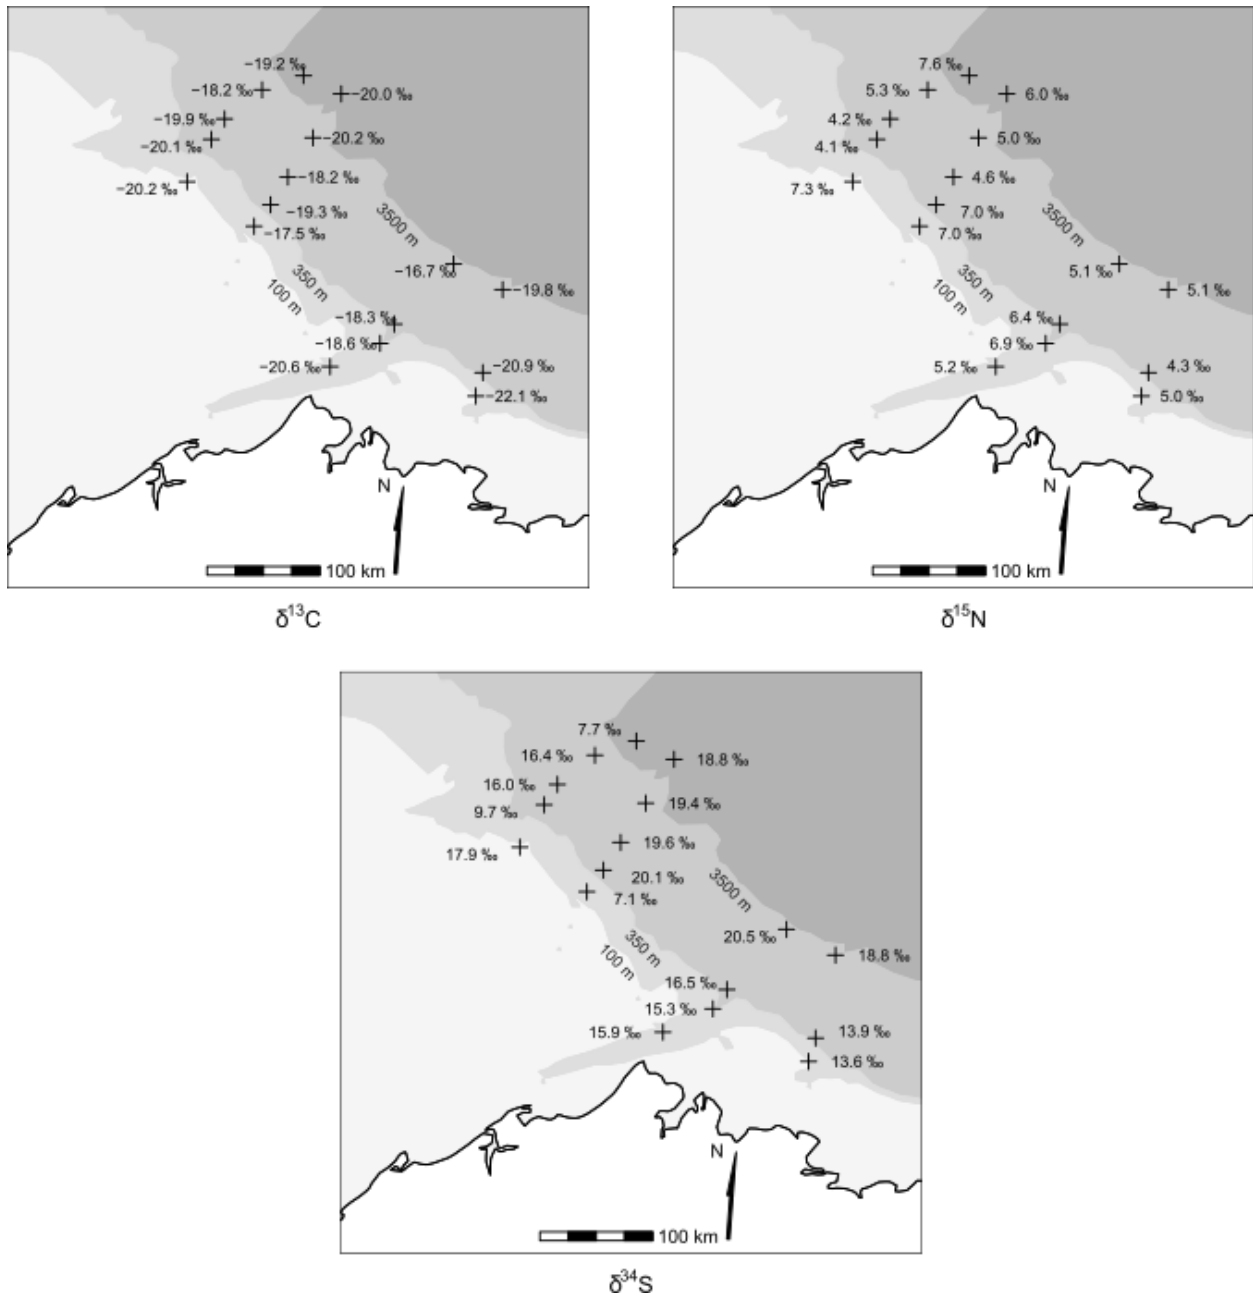 −19.2 ‰
−18.2 ‰
−20.0 ‰
−19.9 ‰
−20.1 ‰
−20.2 ‰
−20.2 ‰
−18.2 ‰
−19.3 ‰
−17.5 ‰
3500 m
350 m
100 m
−16.7 ‰
−19.8 ‰
−18.3 ‰
−18.6 ‰
−20.6 ‰
−20.9 ‰
−22.1 ‰
N
100 km
δ¹³C
7.6 ‰
5.3 ‰
6.0 ‰
4.2 ‰
4.1 ‰
5.0 ‰
7.3 ‰
4.6 ‰
7.0 ‰
7.0 ‰
3500 m
350 m
100 m
5.1 ‰
5.1 ‰
6.4 ‰
6.9 ‰
5.2 ‰
4.3 ‰
5.0 ‰
N
100 km
δ¹⁵N
7.7 ‰
16.4 ‰
18.8 ‰
16.0 ‰
9.7 ‰
19.4 ‰
17.9 ‰
19.6 ‰
20.1 ‰
7.1 ‰
3500 m
350 m
100 m
20.5 ‰
18.8 ‰
16.5 ‰
15.3 ‰
15.9 ‰
13.9 ‰
13.6 ‰
N
100 km
δ³⁴S